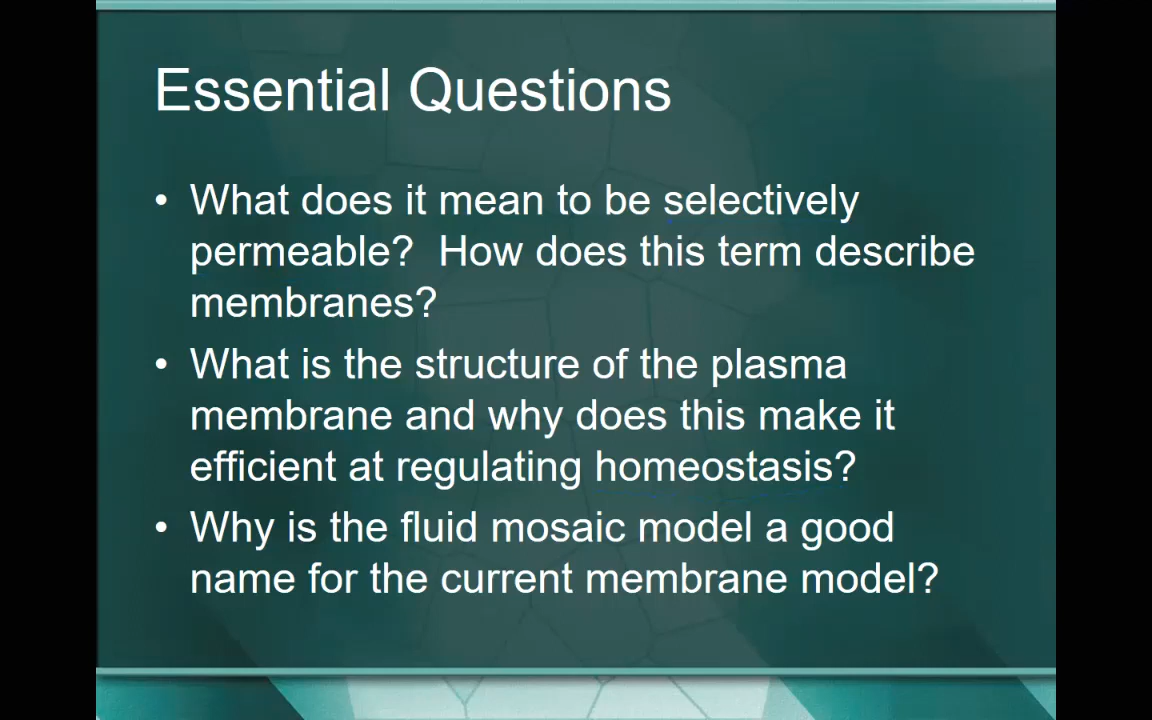 Essential Questions
• What does it mean to be selectively
permeable?  How does this term describe
membranes?
• What is the structure of the plasma
membrane and why does this make it
efficient at regulating homeostasis?
• Why is the fluid mosaic model a good
name for the current membrane model?